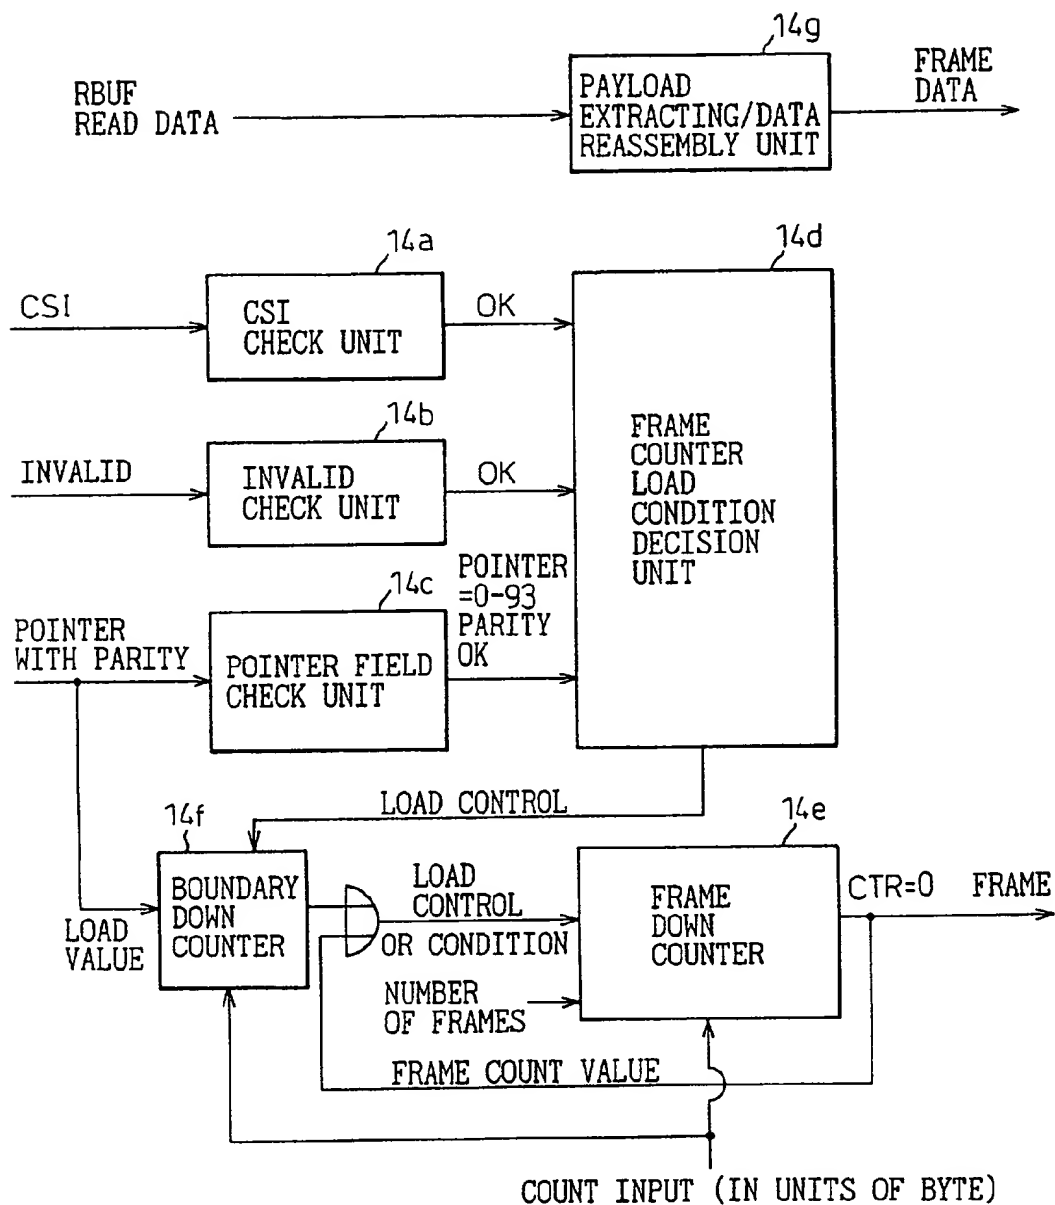 14g
RBUF
READ DATA
PAYLOAD
EXTRACTING/DATA
REASSEMBLY UNIT
FRAME
DATA
14a
CSI
CSI
CHECK UNIT
OK
14b
INVALID
INVALID
CHECK UNIT
OK
14c
POINTER
WITH PARITY
POINTER FIELD
CHECK UNIT
POINTER
=0-93
PARITY
OK
14d
FRAME
COUNTER
LOAD
CONDITION
DECISION
UNIT
LOAD CONTROL
14f
BOUNDARY
DOWN
COUNTER
LOAD
VALUE
LOAD
CONTROL
OR CONDITION
14e
FRAME
DOWN
COUNTER
CTR=0 FRAME
NUMBER
OF FRAMES
FRAME COUNT VALUE
COUNT INPUT (IN UNITS OF BYTE)